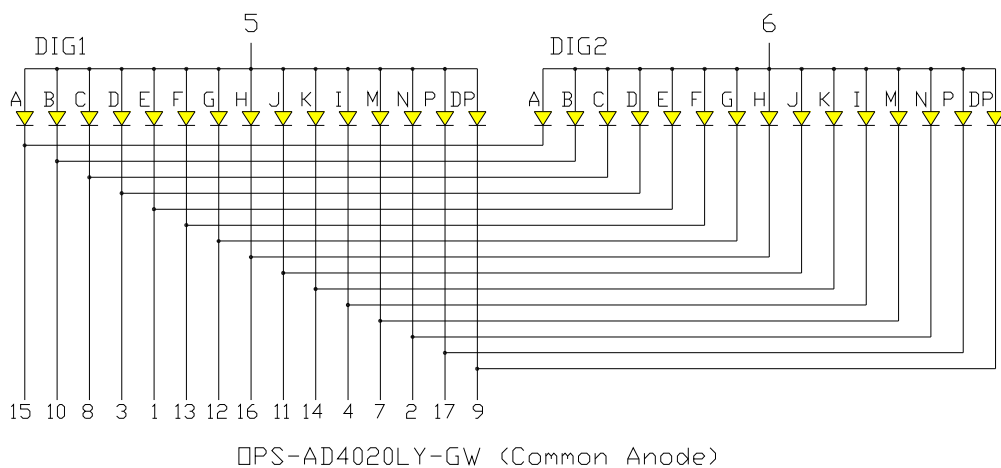 5 6
DIG1 DIG2
A B C D E F G H J K I M N P DP A B C D E F G H J K I M N P DP
15 10 8 3 1 13 12 16 11 14 4 7 2 17 9
OPS-AD4020LY-GW (Common Anode)